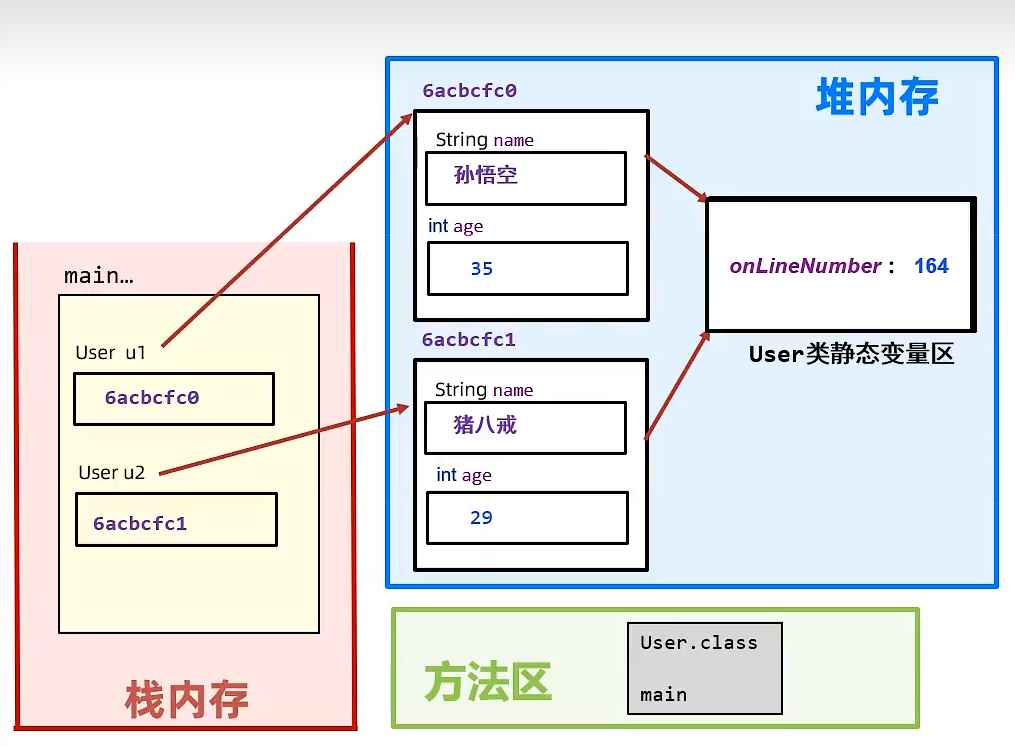 main…
User u1
6acbcfc0
User u2
6acbcfc1
栈内存
堆内存
6acbcfc0
String name
孙悟空
int age
35
6acbcfc1
String name
猪八戒
int age
29
onLineNumber： 164
User类静态变量区
方法区
User.class
main